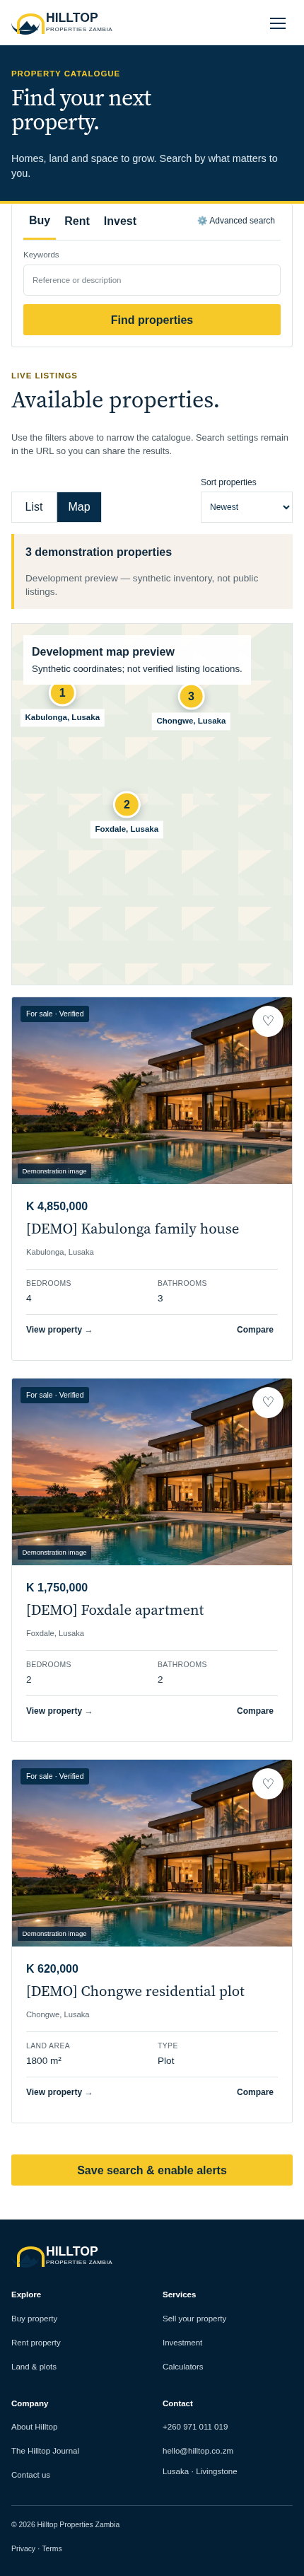 HILLTOP
PROPERTIES ZAMBIA
PROPERTY CATALOGUE
Find your next
property.
Homes, land and space to grow. Search by what matters to
you.
Buy Rent Invest ⚙️ Advanced search
Keywords
Reference or description
Find properties
LIVE LISTINGS
Available properties.
Use the filters above to narrow the catalogue. Search settings remain
in the URL so you can share the results.
Sort properties
List Map Newest
3 demonstration properties
Development preview — synthetic inventory, not public
listings.
Development map preview
Synthetic coordinates; not verified listing locations.
1
Kabulonga, Lusaka
3
Chongwe, Lusaka
2
Foxdale, Lusaka
For sale · Verified
♡
Demonstration image
K 4,850,000
[DEMO] Kabulonga family house
Kabulonga, Lusaka
BEDROOMS BATHROOMS
4 3
View property → Compare
For sale · Verified
♡
Demonstration image
K 1,750,000
[DEMO] Foxdale apartment
Foxdale, Lusaka
BEDROOMS BATHROOMS
2 2
View property → Compare
For sale · Verified
♡
Demonstration image
K 620,000
[DEMO] Chongwe residential plot
Chongwe, Lusaka
LAND AREA TYPE
1800 m² Plot
View property → Compare
Save search & enable alerts
HILLTOP
PROPERTIES ZAMBIA
Explore Services
Buy property Sell your property
Rent property Investment
Land & plots Calculators
Company Contact
About Hilltop +260 971 011 019
The Hilltop Journal hello@hilltop.co.zm
Contact us Lusaka · Livingstone
© 2026 Hilltop Properties Zambia
Privacy · Terms